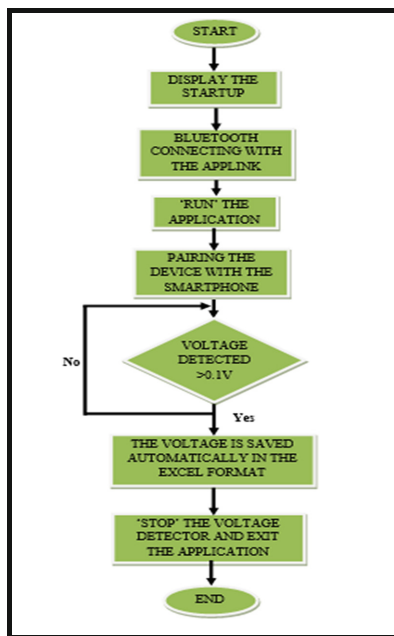 START
DISPLAY THE
STARTUP
BLUETOOTH
CONNECTING WITH
THE APPLINK
'RUN' THE
APPLICATION
PAIRING THE
DEVICE WITH THE
SMARTPHONE
VOLTAGE
DETECTED
>0.1V
No
Yes
THE VOLTAGE IS SAVED
AUTOMATICALLY IN THE
EXCEL FORMAT
'STOP' THE VOLTAGE
DETECTOR AND EXIT
THE APPLICATION
END